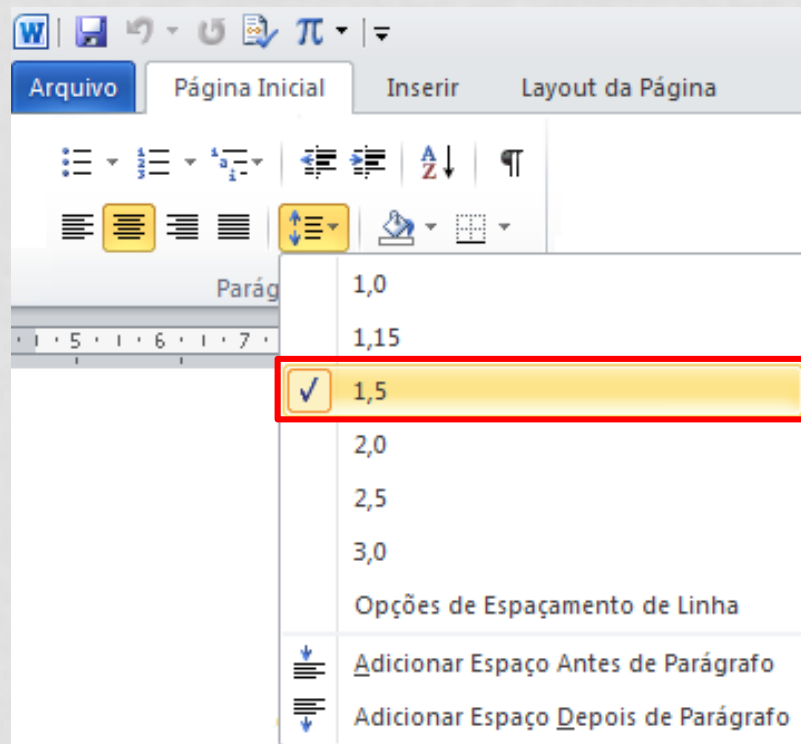 Arquivo Página Inicial Inserir Layout da Página
Parág
5 6 7
1,0
1,15
1,5
2,0
2,5
3,0
Opções de Espaçamento de Linha
Adicionar Espaço Antes de Parágrafo
Adicionar Espaço Depois de Parágrafo